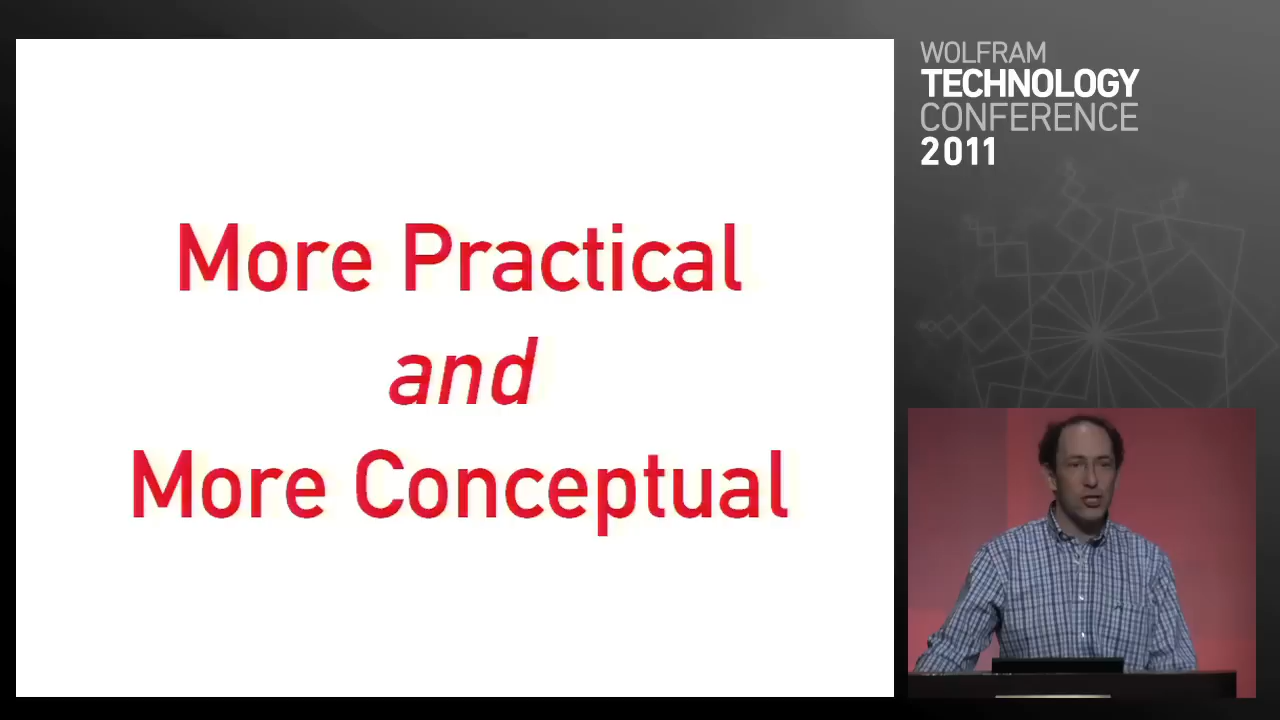 More Practical
and
More Conceptual
WOLFRAM
TECHNOLOGY
CONFERENCE
2011